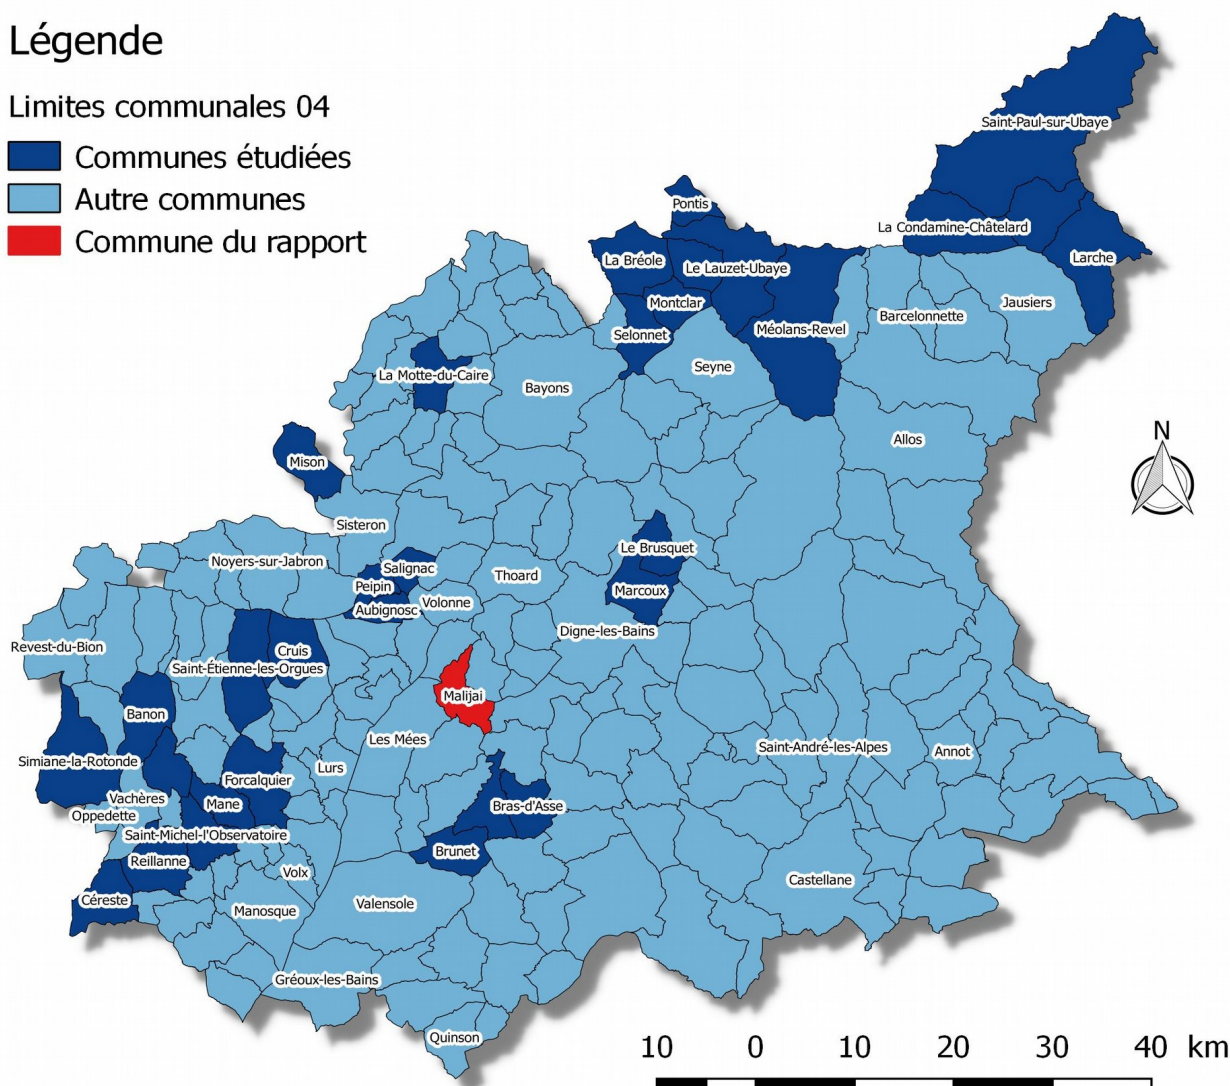 Légende
Limites communales 04
Communes étudiées
Autre communes
Commune du rapport
Saint-Paul-sur-Ubaye
Pontis
La Condamine-Châtelard
La Bréole
Le Lauzet-Ubaye
Larche
Montclar
Jausiers
Barcelonnette
Selonnet
Méolans-Revel
Seyne
La Motte-du-Caire
Bayons
Allos
N
Mison
Sisteron
Le Brusquet
Noyers-sur-Jabron
Salignac
Thoard
Peipin
Marcoux
Aubignosc
Volonne
Digne-les-Bains
Revest-du-Bion
Cruis
Saint-Étienne-les-Orgues
Malijai
Banon
Les Mées
Saint-André-les-Alpes
Annot
Simiane-la-Rotonde
Lurs
Forcalquier
Vachères
Mane
Bras-d'Asse
Oppedette
Saint-Michel-l'Observatoire
Brunet
Reillanne
Volx
Castellane
Céreste
Valensole
Manosque
Gréoux-les-Bains
Quinson
10 0 10 20 30 40 km